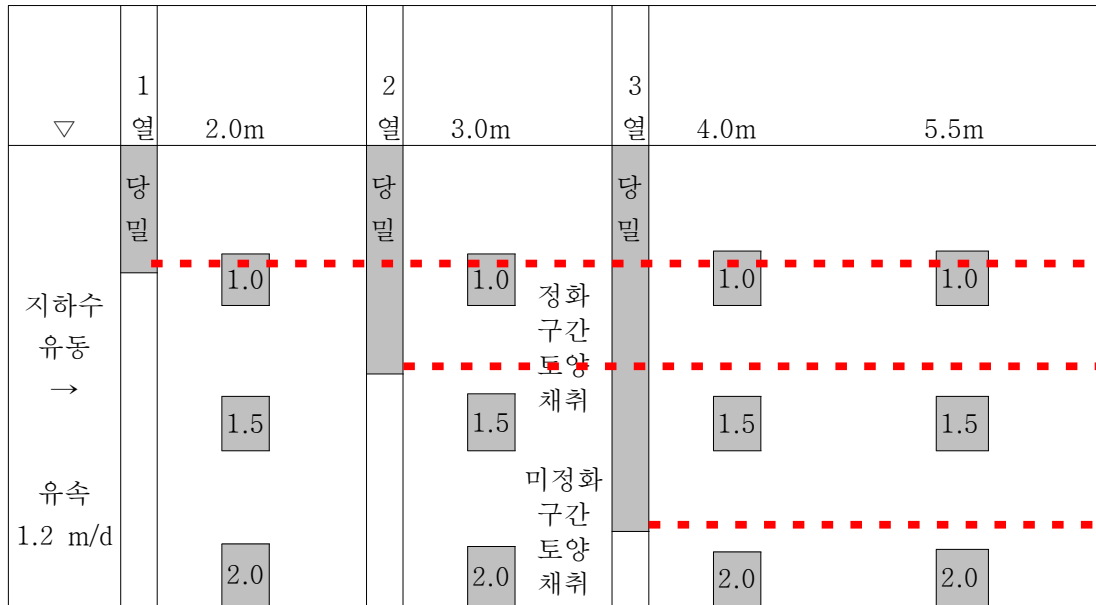 ▽
1
열
2.0m
2
열
3.0m
3
열
4.0m
5.5m
당
밀
당
밀
당
밀
지하수
유동
→
유속
1.2 m/d
1.0
1.0
1.0
1.0
정화
구간
토양
채취
1.5
1.5
1.5
1.5
미정화
구간
토양
채취
2.0
2.0
2.0
2.0